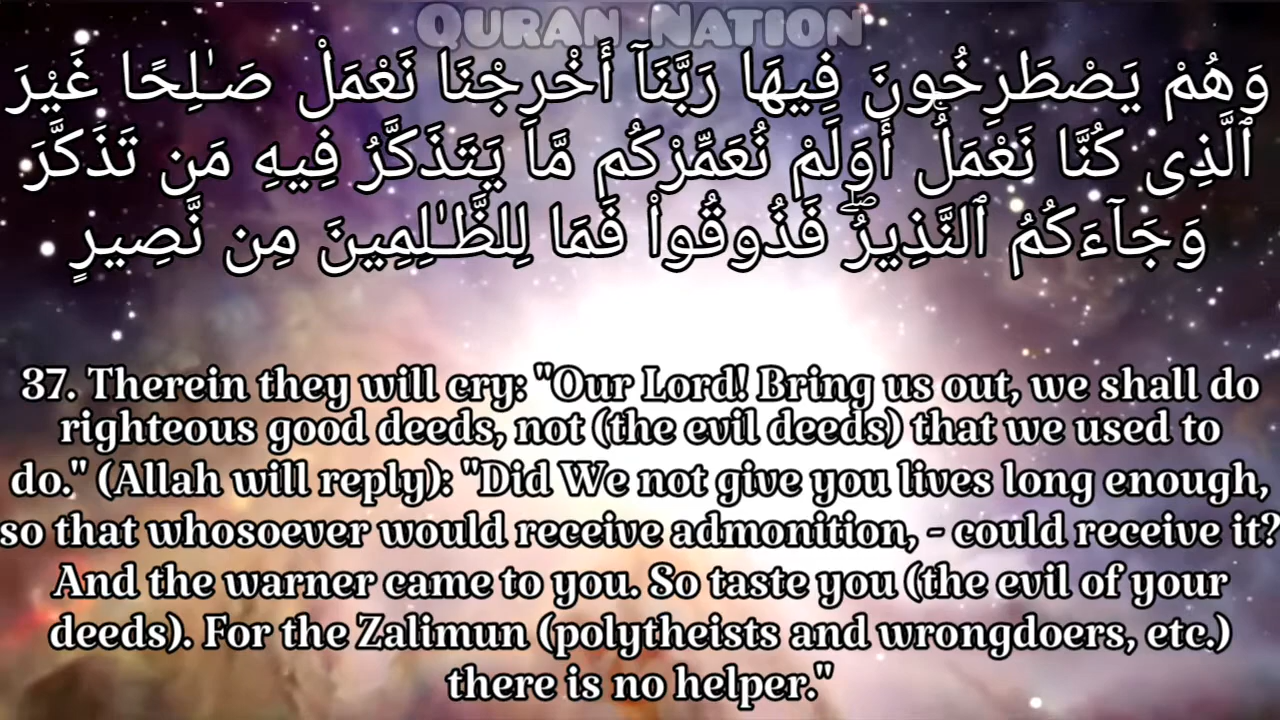 QURAN NATION
وَهُمْ يَصْطَرِخُونَ فِيهَا رَبَّنَآ أَخْرِجْنَا نَعْمَلْ صَـٰلِحًا غَيْرَ
ٱلَّذِى كُنَّا نَعْمَلُ ۚ أَوَلَمْ نُعَمِّرْكُم مَّا يَتَذَكَّرُ فِيهِ مَن تَذَكَّرَ
وَجَآءَكُمُ ٱلنَّذِيرُ ۖ فَذُوقُوا۟ فَمَا لِلظَّـٰلِمِينَ مِن نَّصِيرٍ
37. Therein they will cry: "Our Lord! Bring us out, we shall do
righteous good deeds, not (the evil deeds) that we used to
do." (Allah will reply): "Did We not give you lives long enough,
so that whosoever would receive admonition, - could receive it?
And the warner came to you. So taste you (the evil of your
deeds). For the Zalimun (polytheists and wrongdoers, etc.)
there is no helper."